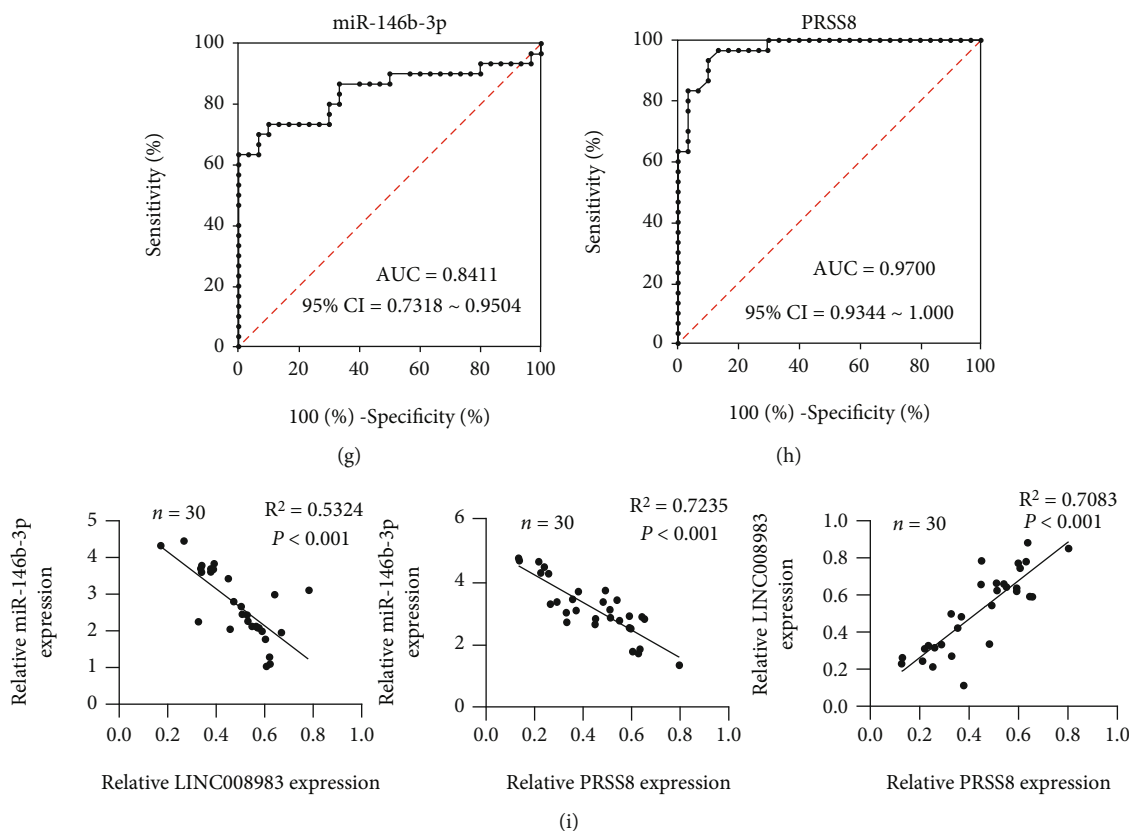 miR-146b-3p
100
80
60
40
20
0
Sensitivity (%)
AUC = 0.8411
95% CI = 0.7318 ~ 0.9504
0 20 40 60 80 100
100 (%) -Specificity (%)
(g)
PRSS8
100
80
60
40
20
0
Sensitivity (%)
AUC = 0.9700
95% CI = 0.9344 ~ 1.000
0 20 40 60 80 100
100 (%) -Specificity (%)
(h)
Relative miR-146b-3p
expression
5
4
3
2
1
0
n = 30
R² = 0.5324
P < 0.001
0.0 0.2 0.4 0.6 0.8 1.0
Relative LINC008983 expression
Relative miR-146b-3p
expression
6
4
2
0
n = 30
R² = 0.7235
P < 0.001
0.0 0.2 0.4 0.6 0.8 1.0
Relative PRSS8 expression
Relative LINC008983
expression
1.0
0.8
0.6
0.4
0.2
0.0
n = 30
R² = 0.7083
P < 0.001
0.0 0.2 0.4 0.6 0.8 1.0
Relative PRSS8 expression
(i)